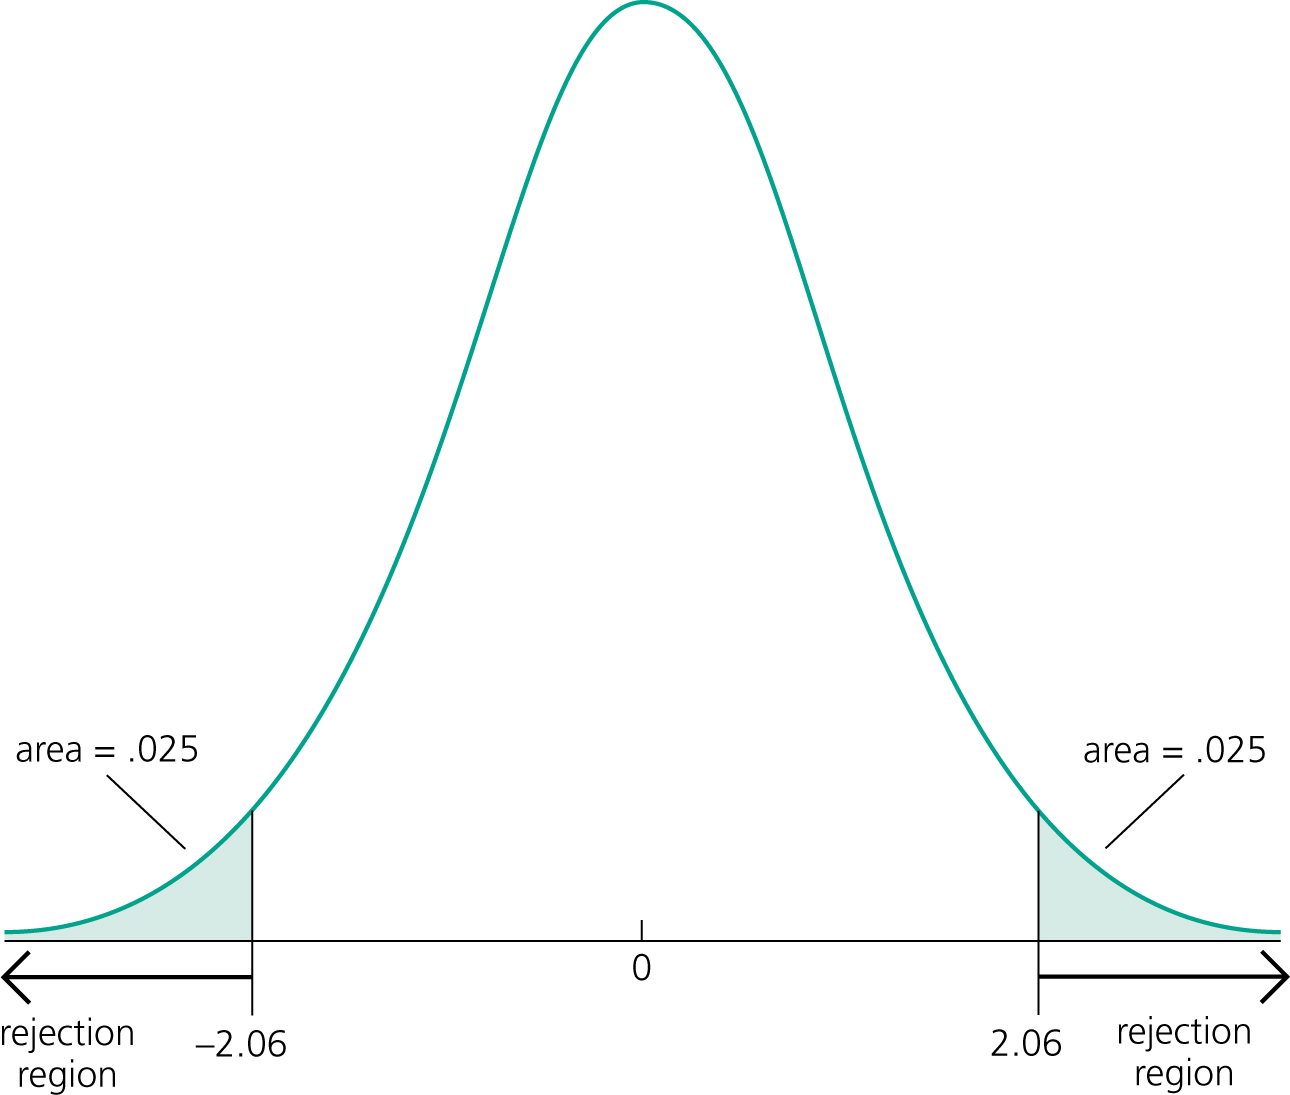 area = .025
area = .025
0
rejection
region
–2.06
2.06
rejection
region